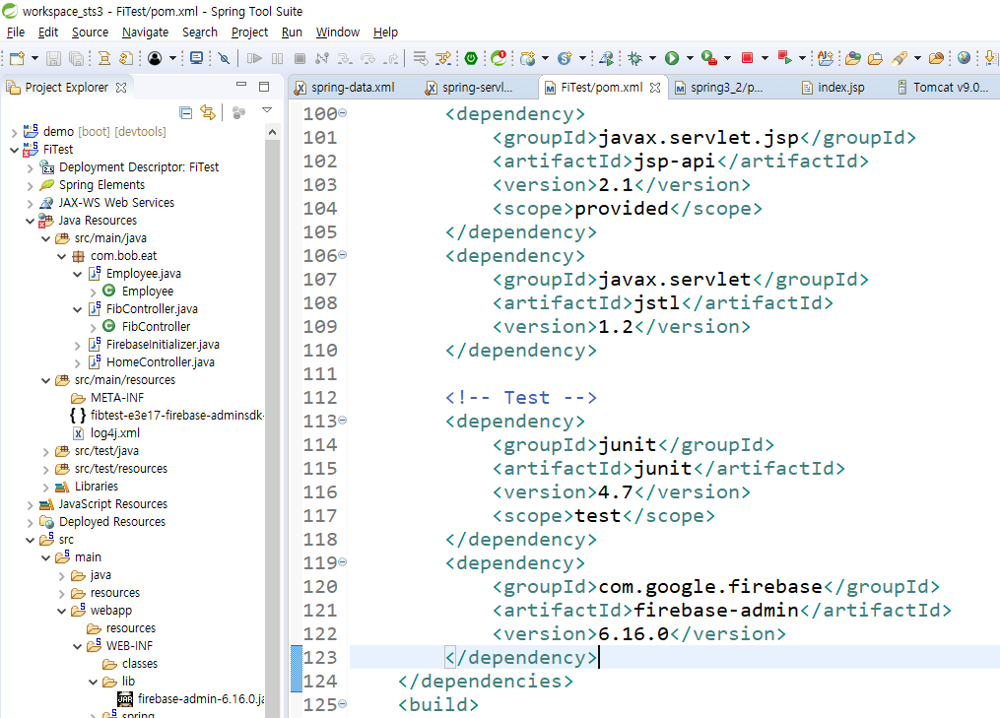 workspace_sts3 - FiTest/pom.xml - Spring Tool Suite
File Edit Source Navigate Search Project Run Window Help
Project Explorer
spring-data.xml spring-servl... FiTest/pom.xml spring3_2/p... index.jsp Tomcat v9.0...
demo [boot] [devtools]
FiTest
Deployment Descriptor: FiTest
Spring Elements
JAX-WS Web Services
Java Resources
src/main/java
com.bob.eat
Employee.java
Employee
FibController.java
FibController
FirebaseInitializer.java
HomeController.java
src/main/resources
META-INF
fibtest-e3e17-firebase-adminsdk-
log4j.xml
src/test/java
src/test/resources
Libraries
JavaScript Resources
Deployed Resources
src
main
java
resources
webapp
resources
WEB-INF
classes
lib
firebase-admin-6.16.0.ja
spring
100 <dependency>
101 <groupId>javax.servlet.jsp</groupId>
102 <artifactId>jsp-api</artifactId>
103 <version>2.1</version>
104 <scope>provided</scope>
105 </dependency>
106 <dependency>
107 <groupId>javax.servlet</groupId>
108 <artifactId>jstl</artifactId>
109 <version>1.2</version>
110 </dependency>
111
112 <!-- Test -->
113 <dependency>
114 <groupId>junit</groupId>
115 <artifactId>junit</artifactId>
116 <version>4.7</version>
117 <scope>test</scope>
118 </dependency>
119 <dependency>
120 <groupId>com.google.firebase</groupId>
121 <artifactId>firebase-admin</artifactId>
122 <version>6.16.0</version>
123 </dependency>
124 </dependencies>
125 <build>